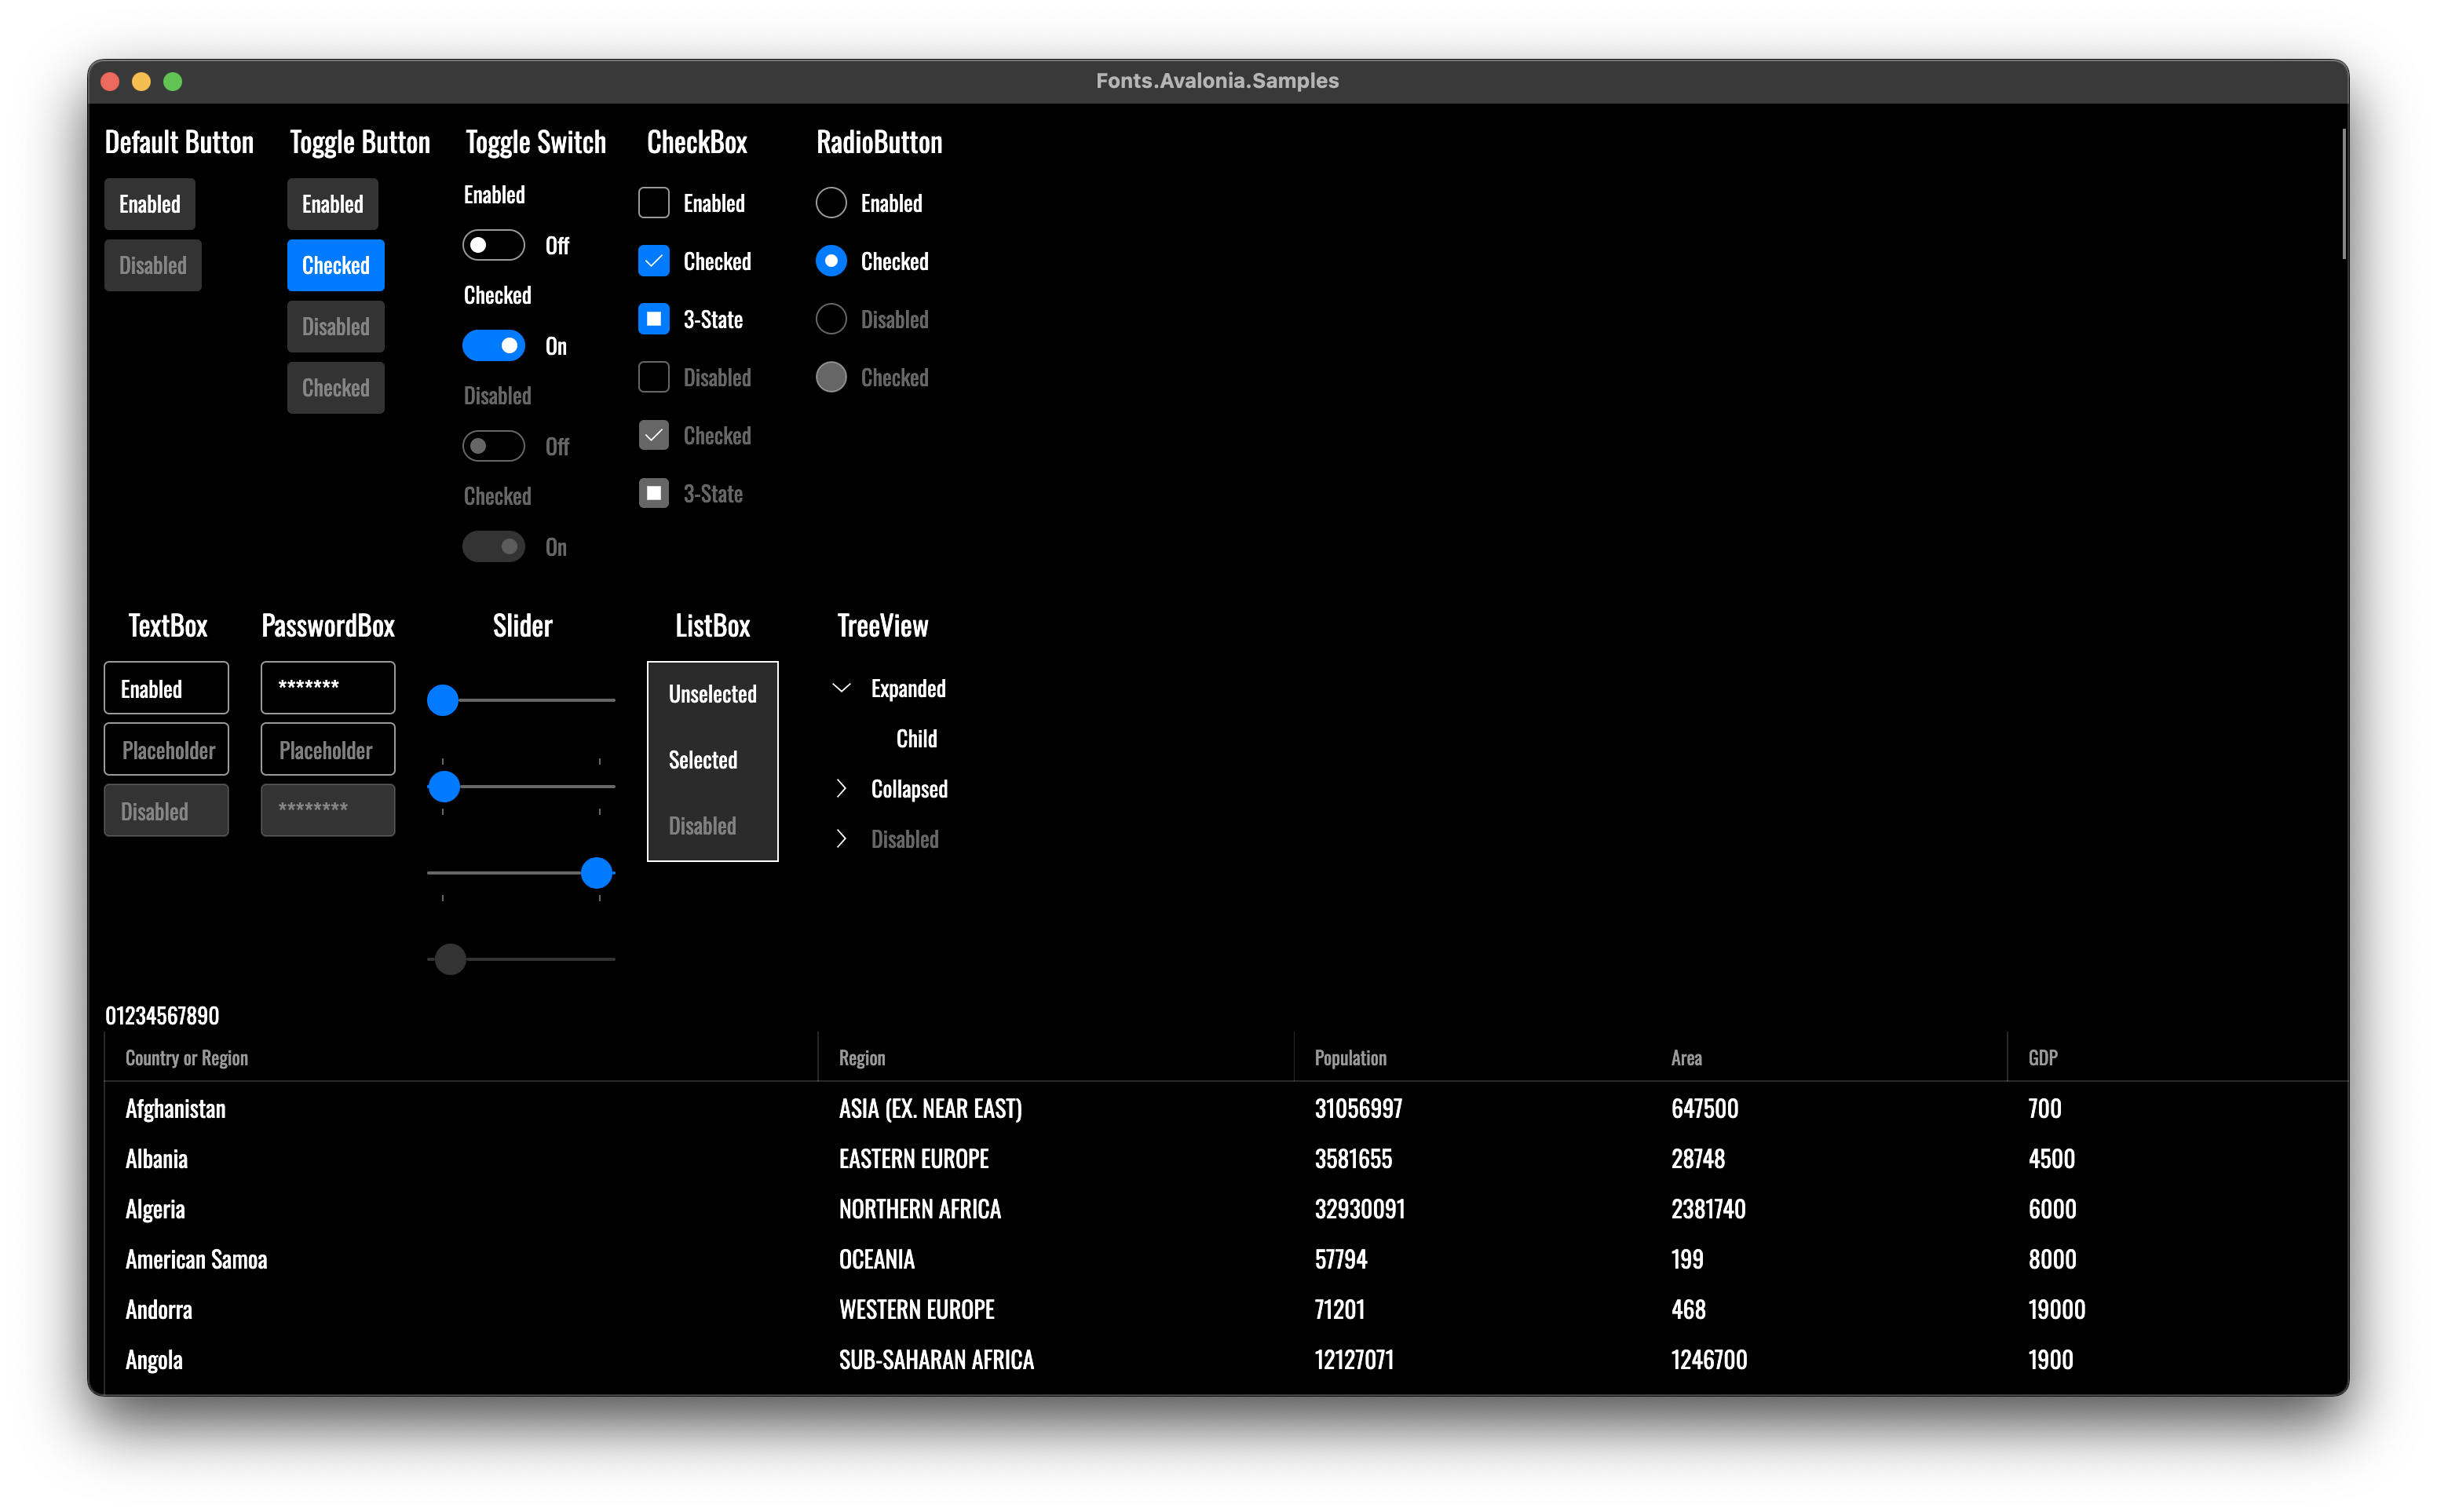 Fonts.Avalonia.Samples
Default Button Toggle Button Toggle Switch CheckBox RadioButton
Enabled Enabled Enabled Enabled Enabled
Off
Disabled Checked Checked Checked
Checked
Disabled On 3-State Disabled
Checked Disabled Disabled Checked
Off Checked
Checked 3-State
On
TextBox PasswordBox Slider ListBox TreeView
Enabled ******* Unselected Expanded
Placeholder Placeholder Selected Child
Collapsed
Disabled ******** Disabled Disabled
01234567890
Country or Region Region Population Area GDP
Afghanistan ASIA (EX. NEAR EAST) 31056997 647500 700
Albania EASTERN EUROPE 3581655 28748 4500
Algeria NORTHERN AFRICA 32930091 2381740 6000
American Samoa OCEANIA 57794 199 8000
Andorra WESTERN EUROPE 71201 468 19000
Angola SUB-SAHARAN AFRICA 12127071 1246700 1900